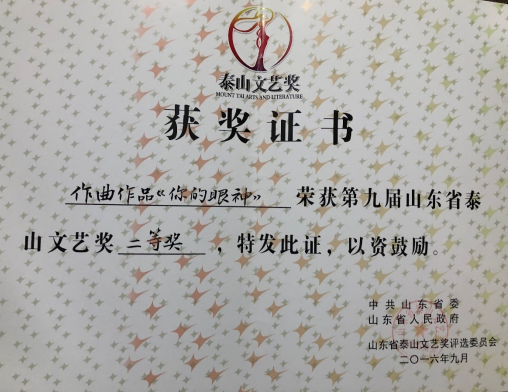 泰山文艺奖
MOUNT TAI ARTS AND LITERATURE
获奖证书
作曲作品“你的眼神” 荣获第九届山东省泰
山文艺奖 二等奖 ，特发此证，以资鼓励。
中共山东省委
山东省人民政府
山东省泰山文艺奖评选委员会
二〇一六年九月